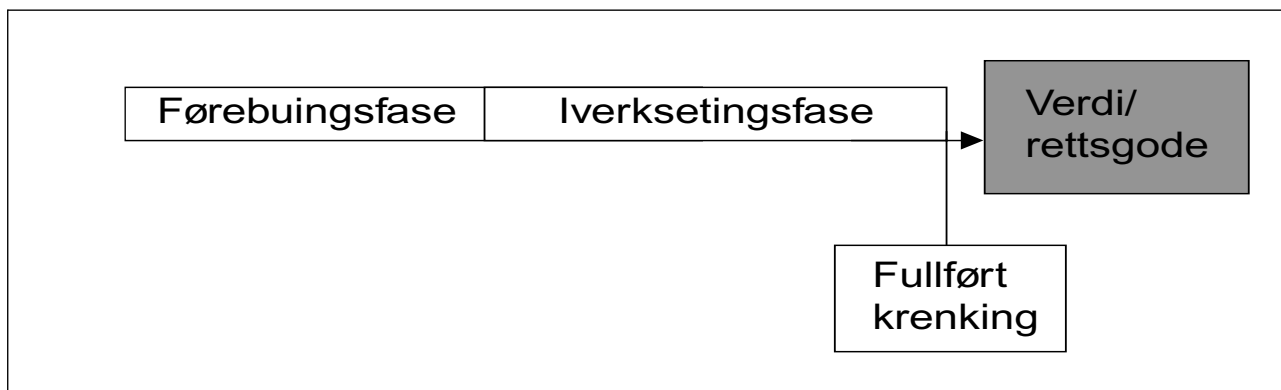 Førebuingsfase
Iverksetingsfase
Verdi/
rettsgode
Fullført
krenking